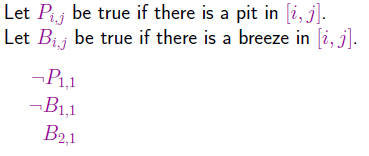 Let P_{i,j} be true if there is a pit in [i, j].
Let B_{i,j} be true if there is a breeze in [i, j].
¬P_{1,1}
¬B_{1,1}
B_{2,1}